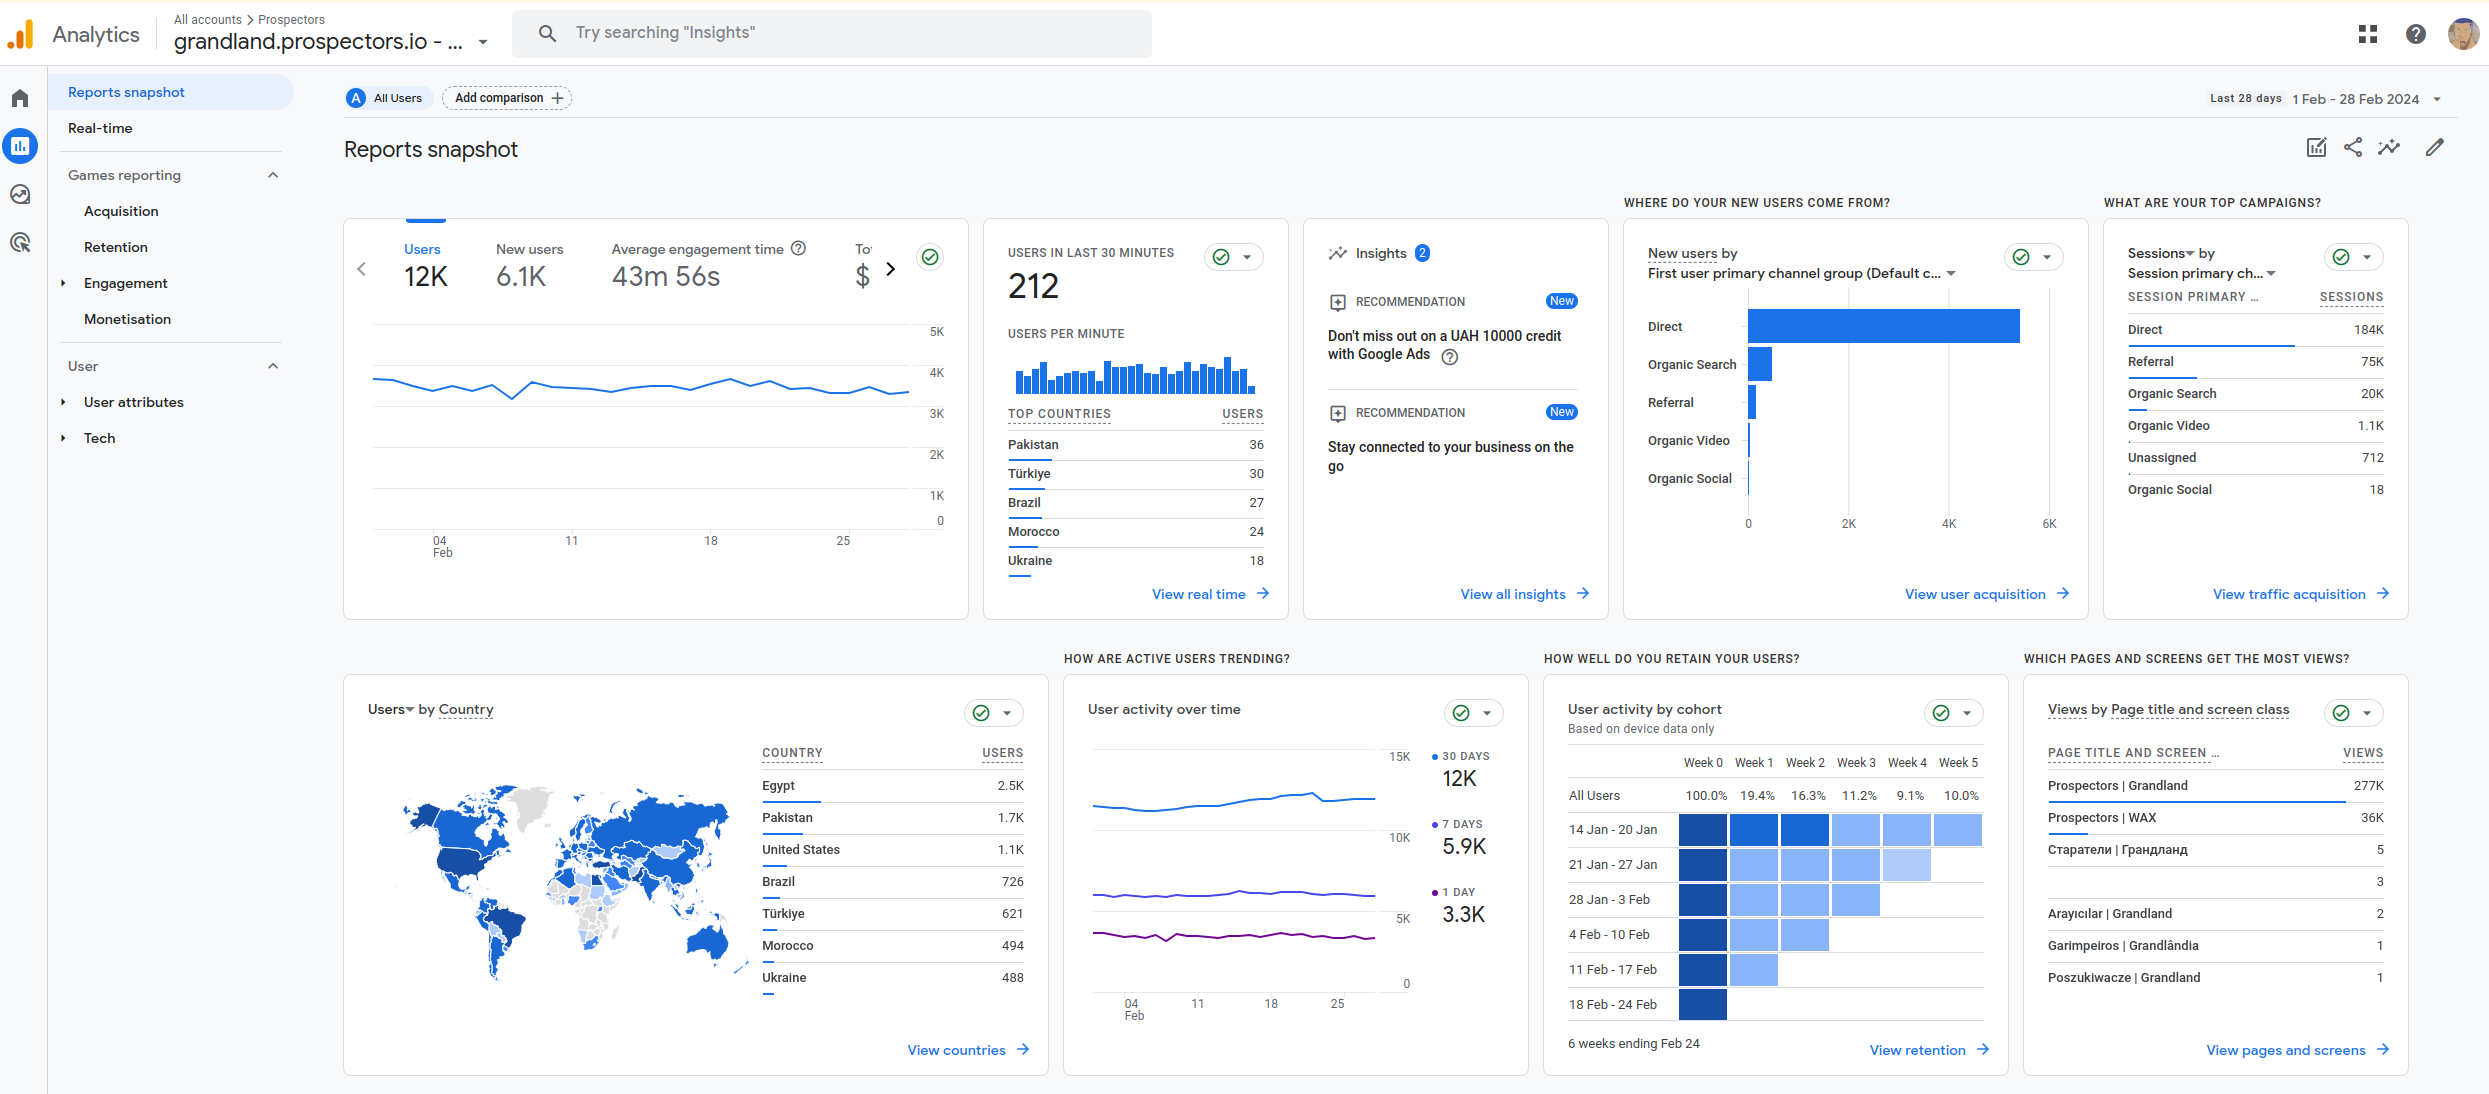 Analytics
All accounts > Prospectors
grandland.prospectors.io - ...
Try searching "Insights"
Reports snapshot
Real-time
Games reporting
Acquisition
Retention
Engagement
Monetisation
User
User attributes
Tech
A All Users
Add comparison +
Last 28 days 1 Feb - 28 Feb 2024
Reports snapshot
Users
12K
New users
6.1K
Average engagement time
43m 56s
To
$
5K
4K
3K
2K
1K
0
04 11 18 25
Feb
USERS IN LAST 30 MINUTES
212
USERS PER MINUTE
TOP COUNTRIES USERS
Pakistan 36
Türkiye 30
Brazil 27
Morocco 24
Ukraine 18
View real time
Insights 2
RECOMMENDATION New
Don't miss out on a UAH 10000 credit
with Google Ads
RECOMMENDATION New
Stay connected to your business on the
go
View all insights
WHERE DO YOUR NEW USERS COME FROM?
New users by
First user primary channel group (Default c...
Direct
Organic Search
Referral
Organic Video
Organic Social
0 2K 4K 6K
View user acquisition
WHAT ARE YOUR TOP CAMPAIGNS?
Sessions by
Session primary ch...
SESSION PRIMARY ... SESSIONS
Direct 184K
Referral 75K
Organic Search 20K
Organic Video 1.1K
Unassigned 712
Organic Social 18
View traffic acquisition
Users by Country
COUNTRY USERS
Egypt 2.5K
Pakistan 1.7K
United States 1.1K
Brazil 726
Türkiye 621
Morocco 494
Ukraine 488
View countries
HOW ARE ACTIVE USERS TRENDING?
User activity over time
15K
10K
5K
0
04 11 18 25
Feb
30 DAYS
12K
7 DAYS
5.9K
1 DAY
3.3K
HOW WELL DO YOU RETAIN YOUR USERS?
User activity by cohort
Based on device data only
Week 0 Week 1 Week 2 Week 3 Week 4 Week 5
All Users 100.0% 19.4% 16.3% 11.2% 9.1% 10.0%
14 Jan - 20 Jan
21 Jan - 27 Jan
28 Jan - 3 Feb
4 Feb - 10 Feb
11 Feb - 17 Feb
18 Feb - 24 Feb
6 weeks ending Feb 24
View retention
WHICH PAGES AND SCREENS GET THE MOST VIEWS?
Views by Page title and screen class
PAGE TITLE AND SCREEN ... VIEWS
Prospectors | Grandland 277K
Prospectors | WAX 36K
Старатели | Грандланд 5
3
Arayıcılar | Grandland 2
Garimpeiros | Grandlândia 1
Poszukiwacze | Grandland 1
View pages and screens